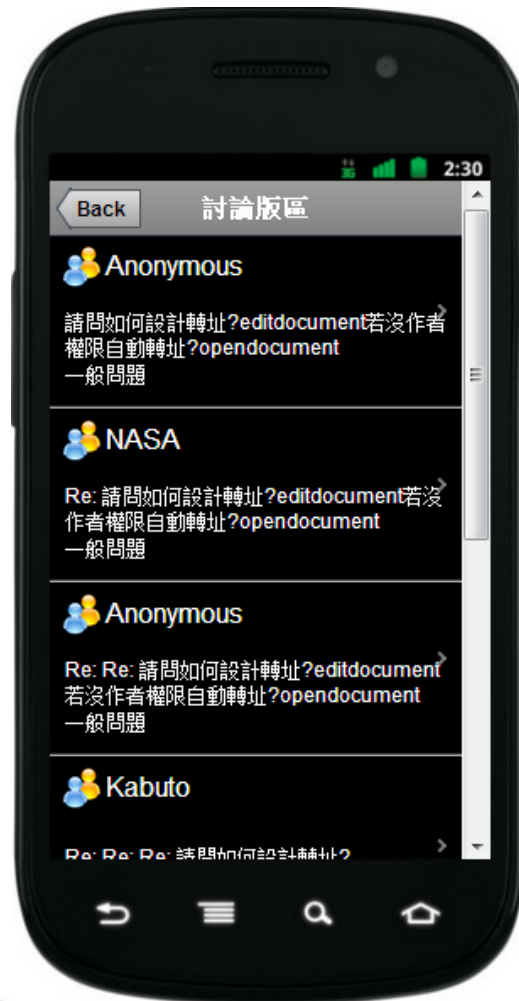 3G 2:30
Back 討論版區
Anonymous
請問如何設計轉址?editdocument若沒作者
權限自動轉址?opendocument
一般問題
NASA
Re: 請問如何設計轉址?editdocument若沒
作者權限自動轉址?opendocument
一般問題
Anonymous
Re: Re: 請問如何設計轉址?editdocument
若沒作者權限自動轉址?opendocument
一般問題
Kabuto
Re: Re: Re: 請問如何設計轉址?